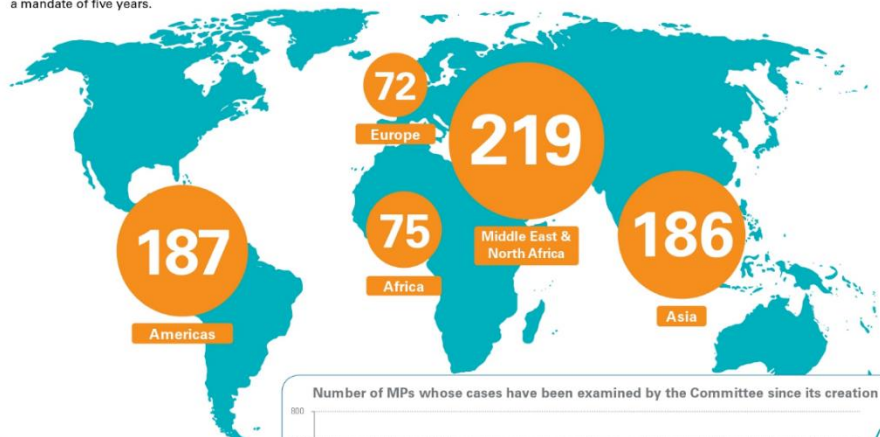 a mandate of five years.
72
Europe
219
Middle East &
North Africa
187
Americas
75
Africa
186
Asia
Number of MPs whose cases have been examined by the Committee since its creation
800